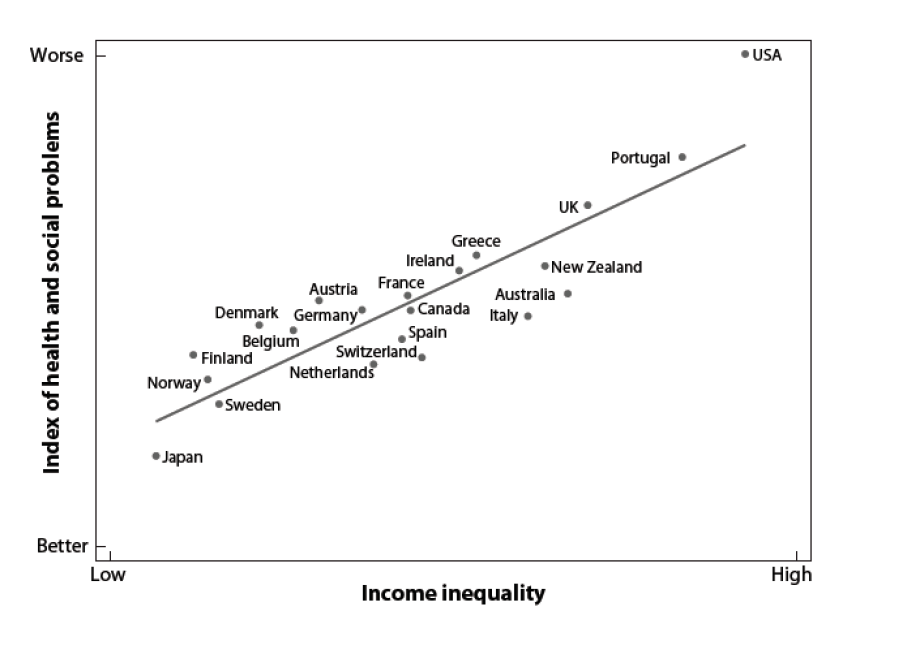 Worse
USA
Portugal
UK
Greece
Ireland
New Zealand
France
Austria
Australia
Denmark
Germany
Canada
Italy
Belgium
Spain
Switzerland
Finland
Netherlands
Norway
Sweden
Japan
Better
Low
High
Income inequality
Index of health and social problems